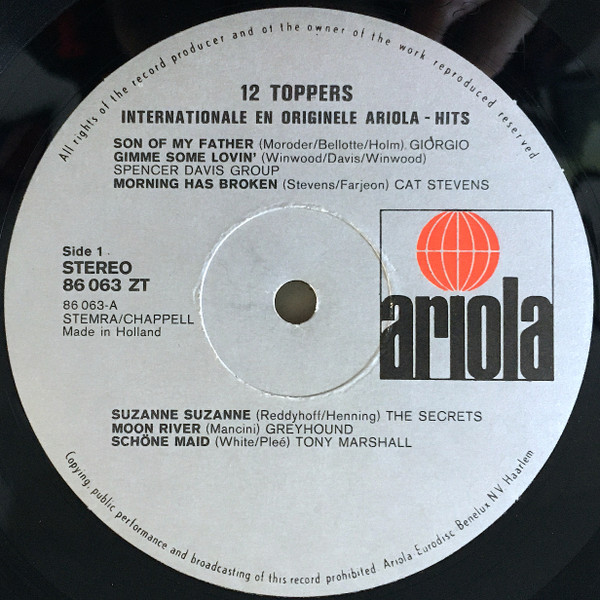 All rights of the record producer and of the owner of the work reproduced reserved
12 TOPPERS
INTERNATIONALE EN ORIGINELE ARIOLA - HITS
SON OF MY FATHER (Moroder/Bellotte/Holm) GIORGIO
GIMME SOME LOVIN' (Winwood/Davis/Winwood)
SPENCER DAVIS GROUP
MORNING HAS BROKEN (Stevens/Farjeon) CAT STEVENS
Side 1
STEREO
86 063 ZT
86 063-A
STEMRA/CHAPPELL
Made in Holland
ariola
SUZANNE SUZANNE (Reddyhoff/Henning) THE SECRETS
MOON RIVER (Mancini) GREYHOUND
SCHÖNE MAID (White/Pleé) TONY MARSHALL
Copying, public performance and broadcasting of this record prohibited. Ariola Eurodisc Benelux N V Haarlem